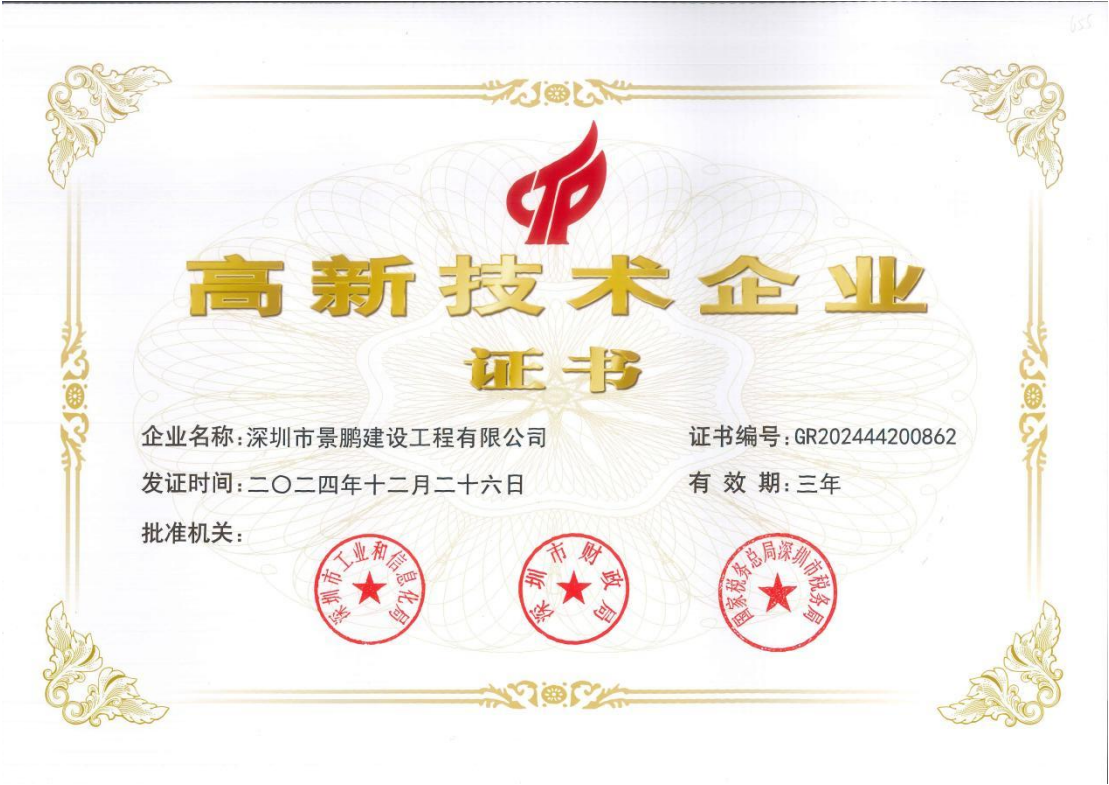 高新技术企业
证书
企业名称:深圳市景鹏建设工程有限公司
证书编号:GR202444200862
发证时间:二〇二四年十二月二十六日
有效期:三年
批准机关:
深圳市工业和信息化局
深圳市财政局
国家税务总局深圳市税务局